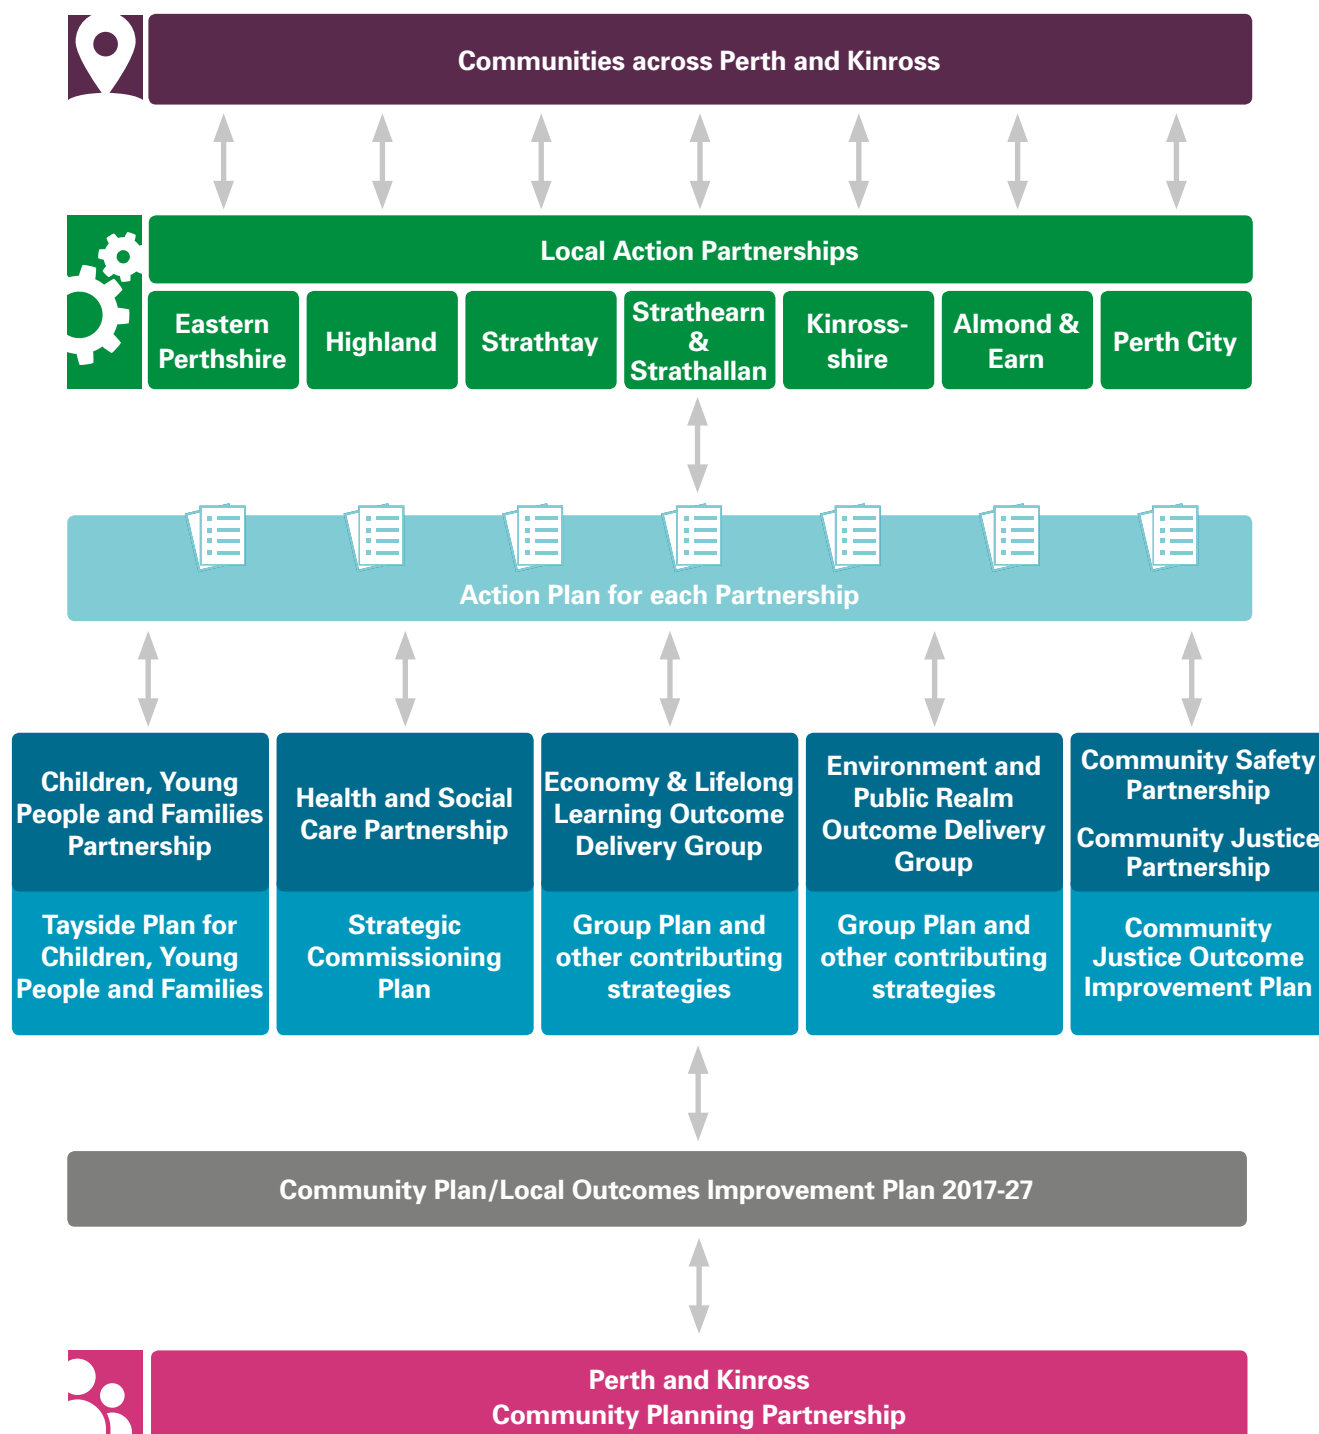 Communities across Perth and Kinross
Local Action Partnerships
Eastern
Perthshire
Highland
Strathtay
Strathearn
&
Strathallan
Kinross-
shire
Almond &
Earn
Perth City
Action Plan for each Partnership
Children, Young
People and Families
Partnership
Health and Social
Care Partnership
Economy & Lifelong
Learning Outcome
Delivery Group
Environment and
Public Realm
Outcome Delivery
Group
Community Safety
Partnership
Community Justice
Partnership
Tayside Plan for
Children, Young
People and Families
Strategic
Commissioning
Plan
Group Plan and
other contributing
strategies
Group Plan and
other contributing
strategies
Community
Justice Outcome
Improvement Plan
Community Plan/Local Outcomes Improvement Plan 2017-27
Perth and Kinross
Community Planning Partnership